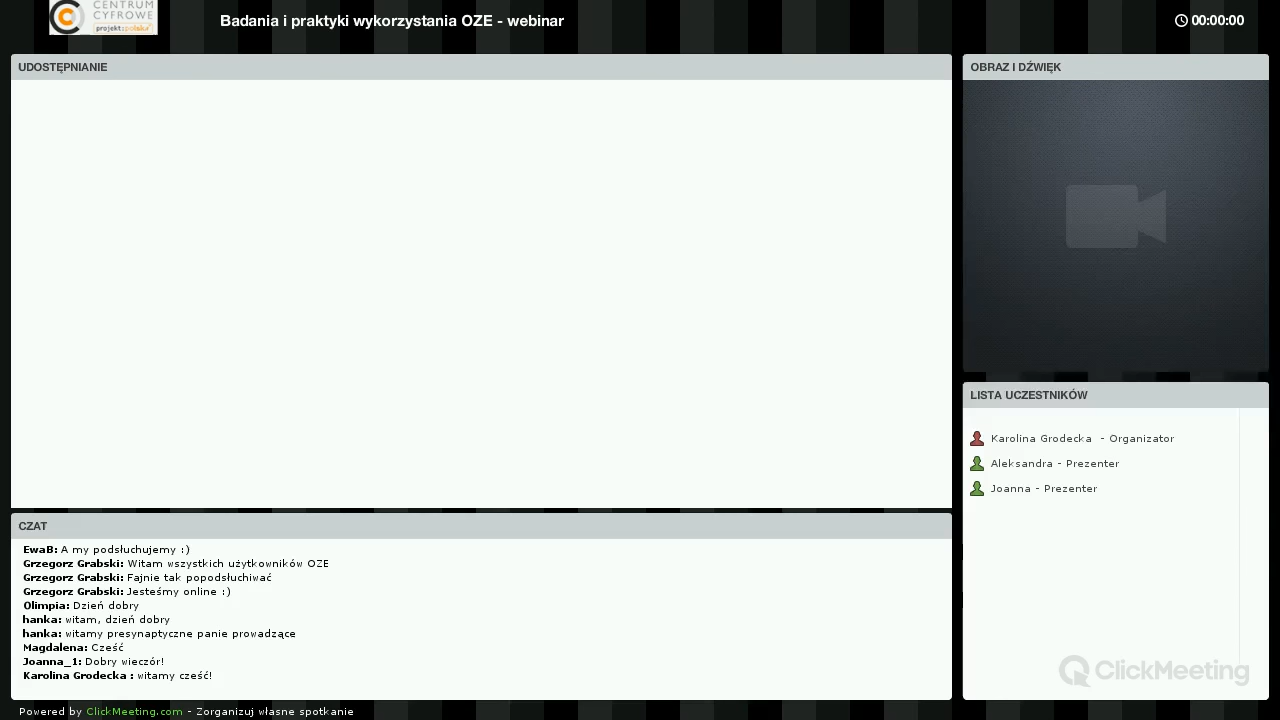 CENTRUM
CYFROWE
projekt: polska
Badania i praktyki wykorzystania OZE - webinar
00:00:00
UDOSTĘPNIANIE
OBRAZ I DŹWIĘK
LISTA UCZESTNIKÓW
Karolina Grodecka - Organizator
Aleksandra - Prezenter
Joanna - Prezenter
CZAT
EwaB: A my podsłuchujemy :)
Grzegorz Grabski: Witam wszystkich użytkowników OZE
Grzegorz Grabski: Fajnie tak popodsłuchiwać
Grzegorz Grabski: Jesteśmy online :)
Olimpia: Dzień dobry
hanka: witam, dzień dobry
hanka: witamy presynaptyczne panie prowadzące
Magdalena: Cześć
Joanna_1: Dobry wieczór!
Karolina Grodecka : witamy cześć!
ClickMeeting
Powered by ClickMeeting.com - Zorganizuj własne spotkanie